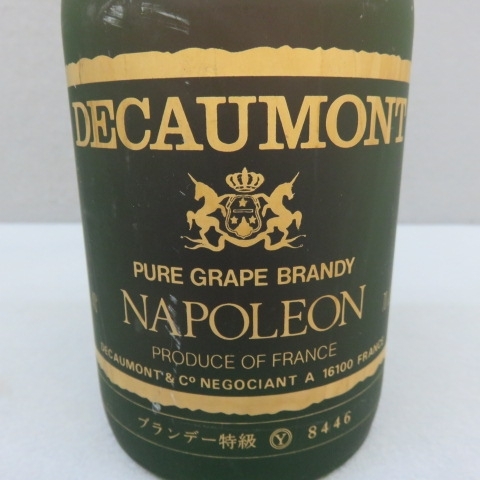 DECAUMONT
PURE GRAPE BRANDY
NAPOLEON
PRODUCE OF FRANCE
DECAUMONT & Cº NEGOCIANT A 16100 FRANCE
ブランデー特級 Ⓨ 8446